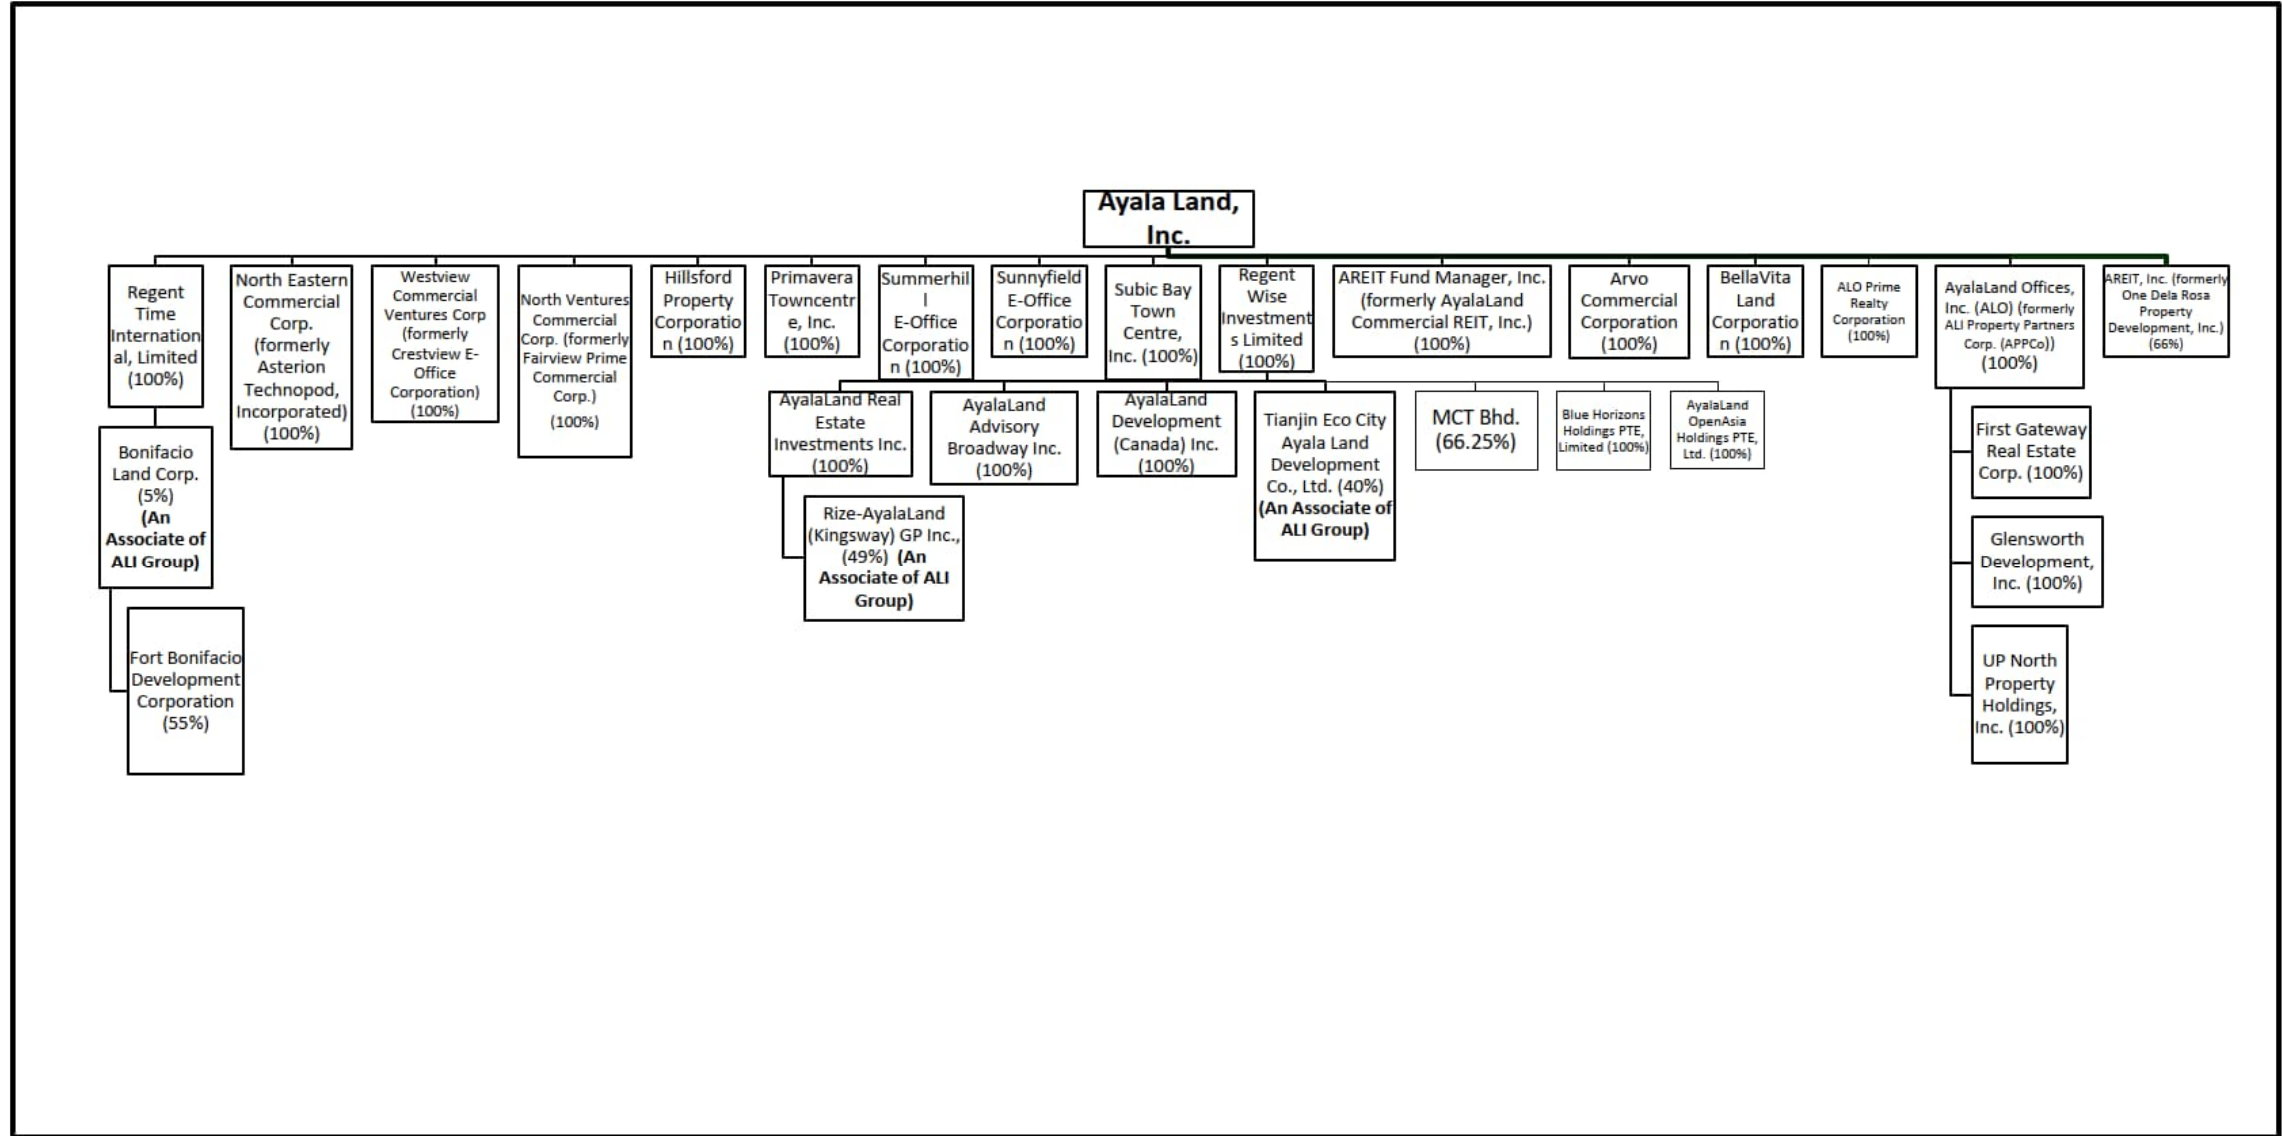 Ayala Land,
Inc.
Regent
Time
Internation
al, Limited
(100%)
North Eastern
Commercial
Corp.
(formerly
Asterion
Technopod,
Incorporated)
(100%)
Westview
Commercial
Ventures Corp
(formerly
Crestview E-
Office
Corporation)
(100%)
North Ventures
Commercial
Corp. (formerly
Fairview Prime
Commercial
Corp.)
(100%)
Hillsford
Property
Corporatio
n (100%)
Primavera
Towncentr
e, Inc.
(100%)
Summerhil
l
E-Office
Corporatio
n (100%)
Sunnyfield
E-Office
Corporatio
n (100%)
Subic Bay
Town
Centre,
Inc. (100%)
Regent
Wise
Investment
s Limited
(100%)
AREIT Fund Manager, Inc.
(formerly AyalaLand
Commercial REIT, Inc.)
(100%)
Arvo
Commercial
Corporation
(100%)
BellaVita
Land
Corporatio
n (100%)
ALO Prime
Realty
Corporation
(100%)
AyalaLand Offices,
Inc. (ALO) (formerly
ALI Property Partners
Corp. (APPCo))
(100%)
AREIT, Inc. (formerly
One Dela Rosa
Property
Development, Inc.)
(66%)
Bonifacio
Land Corp.
(5%)
(An
Associate of
ALI Group)
Fort Bonifacio
Development
Corporation
(55%)
AyalaLand Real
Estate
Investments Inc.
(100%)
Rize-AyalaLand
(Kingsway) GP Inc.,
(49%) (An
Associate of ALI
Group)
AyalaLand
Advisory
Broadway Inc.
(100%)
AyalaLand
Development
(Canada) Inc.
(100%)
Tianjin Eco City
Ayala Land
Development
Co., Ltd. (40%)
(An Associate of
ALI Group)
MCT Bhd.
(66.25%)
Blue Horizons
Holdings PTE,
Limited (100%)
AyalaLand
OpenAsia
Holdings PTE,
Ltd. (100%)
First Gateway
Real Estate
Corp. (100%)
Glensworth
Development,
Inc. (100%)
UP North
Property
Holdings,
Inc. (100%)